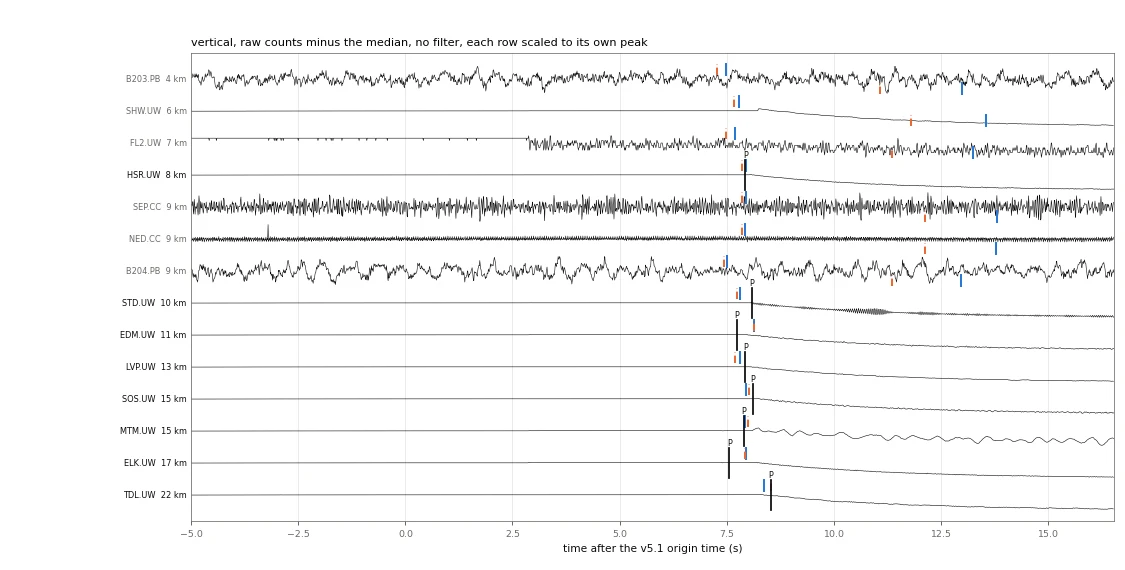 vertical, raw counts minus the median, no filter, each row scaled to its own peak
B203.PB 4 km
SHW.UW 6 km
FL2.UW 7 km
P
HSR.UW 8 km
SEP.CC 9 km
NED.CC 9 km
B204.PB 9 km
P
STD.UW 10 km
P
EDM.UW 11 km
P
LVP.UW 13 km
P
SOS.UW 15 km
P
MTM.UW 15 km
P
ELK.UW 17 km
P
TDL.UW 22 km
−5.0 −2.5 0.0 2.5 5.0 7.5 10.0 12.5 15.0
time after the v5.1 origin time (s)